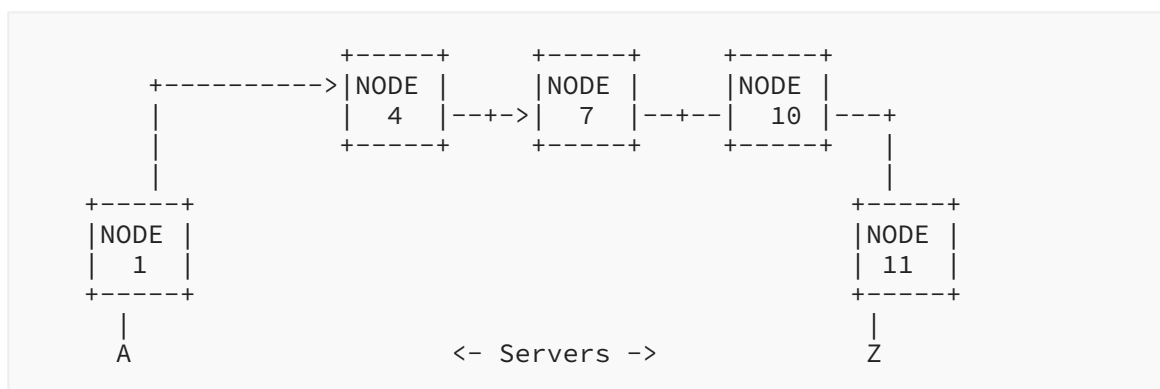 NODE NODE NODE
4 7 10
NODE NODE
1 11
A <- Servers -> Z